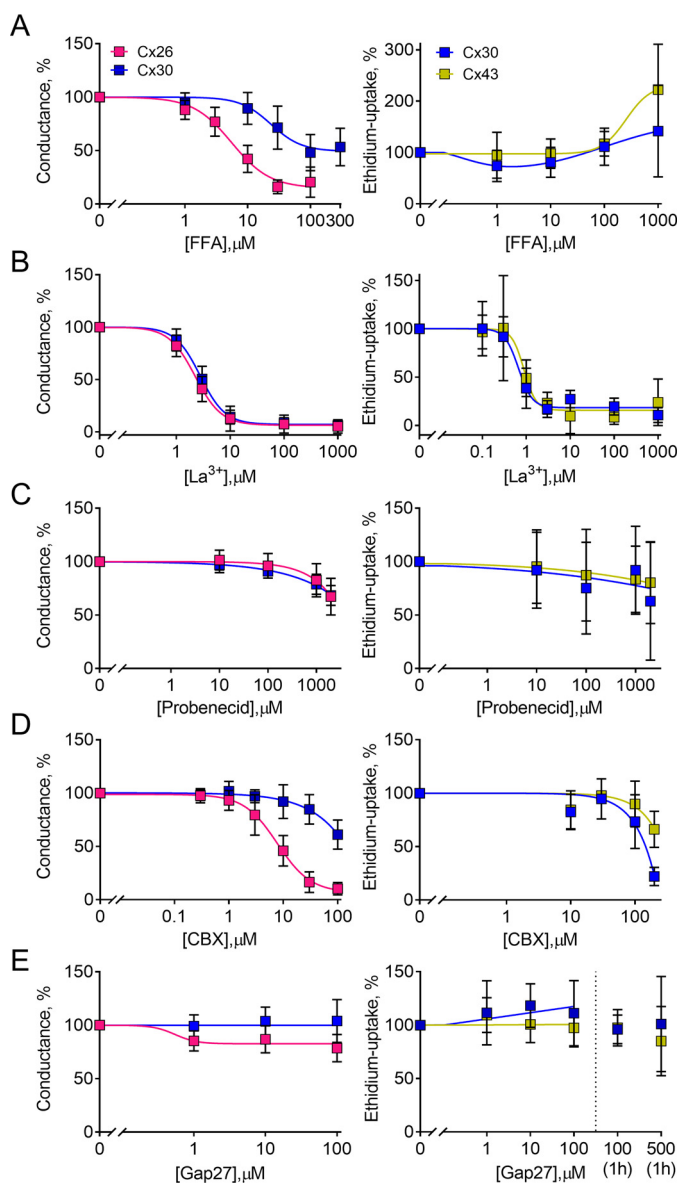 A
Conductance, %
150
100
50
0
Cx26
Cx30
0
1
10
100
300
[FFA],µM
Ethidium-uptake, %
300
200
100
0
Cx30
Cx43
0
1
10
100
1000
[FFA],µM
B
Conductance, %
150
100
50
0
0
1
10
100
1000
[La³⁺],µM
Ethidium-uptake, %
150
100
50
0
0
0.1
1
10
100
1000
[La³⁺],µM
C
Conductance, %
150
100
50
0
0
1
10
100
1000
[Probenecid],µM
Ethidium-uptake, %
150
100
50
0
0
1
10
100
1000
[Probenecid],µM
D
Conductance, %
150
100
50
0
0
0.1
1
10
100
[CBX],µM
Ethidium-uptake, %
150
100
50
0
0
1
10
100
[CBX],µM
E
Conductance, %
150
100
50
0
0
1
10
100
[Gap27],µM
Ethidium-uptake, %
150
100
50
0
0
1
10
100
100
500
[Gap27],µM
(1h)
(1h)